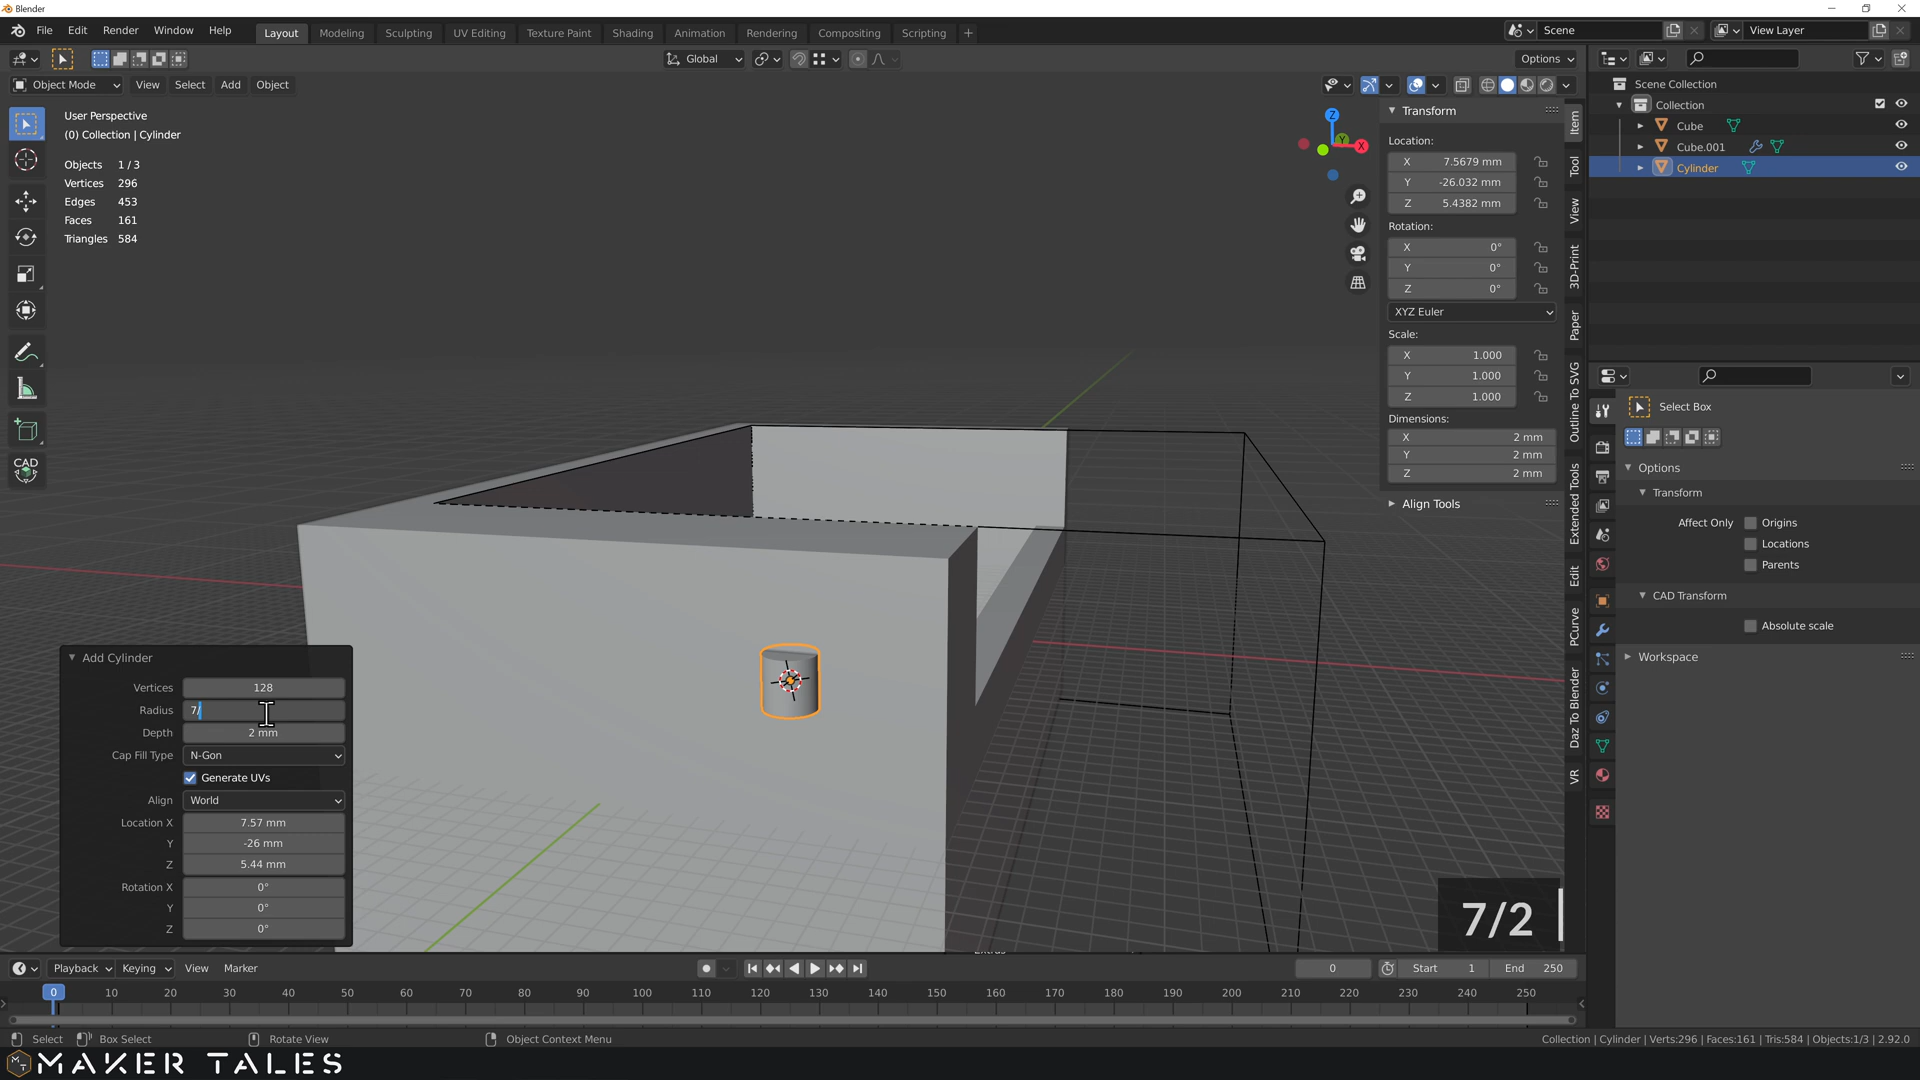 Blender
File Edit Render Window Help
Layout Modeling Sculpting UV Editing Texture Paint Shading Animation Rendering Compositing Scripting +
Scene
View Layer
Global
Options
Object Mode View Select Add Object
User Perspective
(0) Collection | Cylinder
Objects 1 / 3
Vertices 296
Edges 453
Faces 161
Triangles 584
CAD
Z
Y
X
Transform
Location:
X 7.5679 mm
Y -26.032 mm
Z 5.4382 mm
Rotation:
X 0°
Y 0°
Z 0°
XYZ Euler
Scale:
X 1.000
Y 1.000
Z 1.000
Dimensions:
X 2 mm
Y 2 mm
Z 2 mm
Align Tools
Item
Tool
View
3D-Print
Paper
Outline To SVG
Extended Tools
Edit
PCurve
Daz To Blender
VR
Scene Collection
Collection
Cube
Cube.001
Cylinder
Select Box
Options
Transform
Affect Only Origins
Locations
Parents
CAD Transform
Absolute scale
Workspace
Add Cylinder
Vertices 128
Radius 7/
Depth 2 mm
Cap Fill Type N-Gon
Generate UVs
Align World
Location X 7.57 mm
Y -26 mm
Z 5.44 mm
Rotation X 0°
Y 0°
Z 0°
7/2
Playback Keying View Marker
0 Start 1 End 250
0 10 20 30 40 50 60 70 80 90 100 110 120 130 140 150 160 170 180 190 200 210 220 230 240 250
Select Box Select Rotate View Object Context Menu
Collection | Cylinder | Verts:296 | Faces:161 | Tris:584 | Objects:1/3 | 2.92.0
MAKER TALES